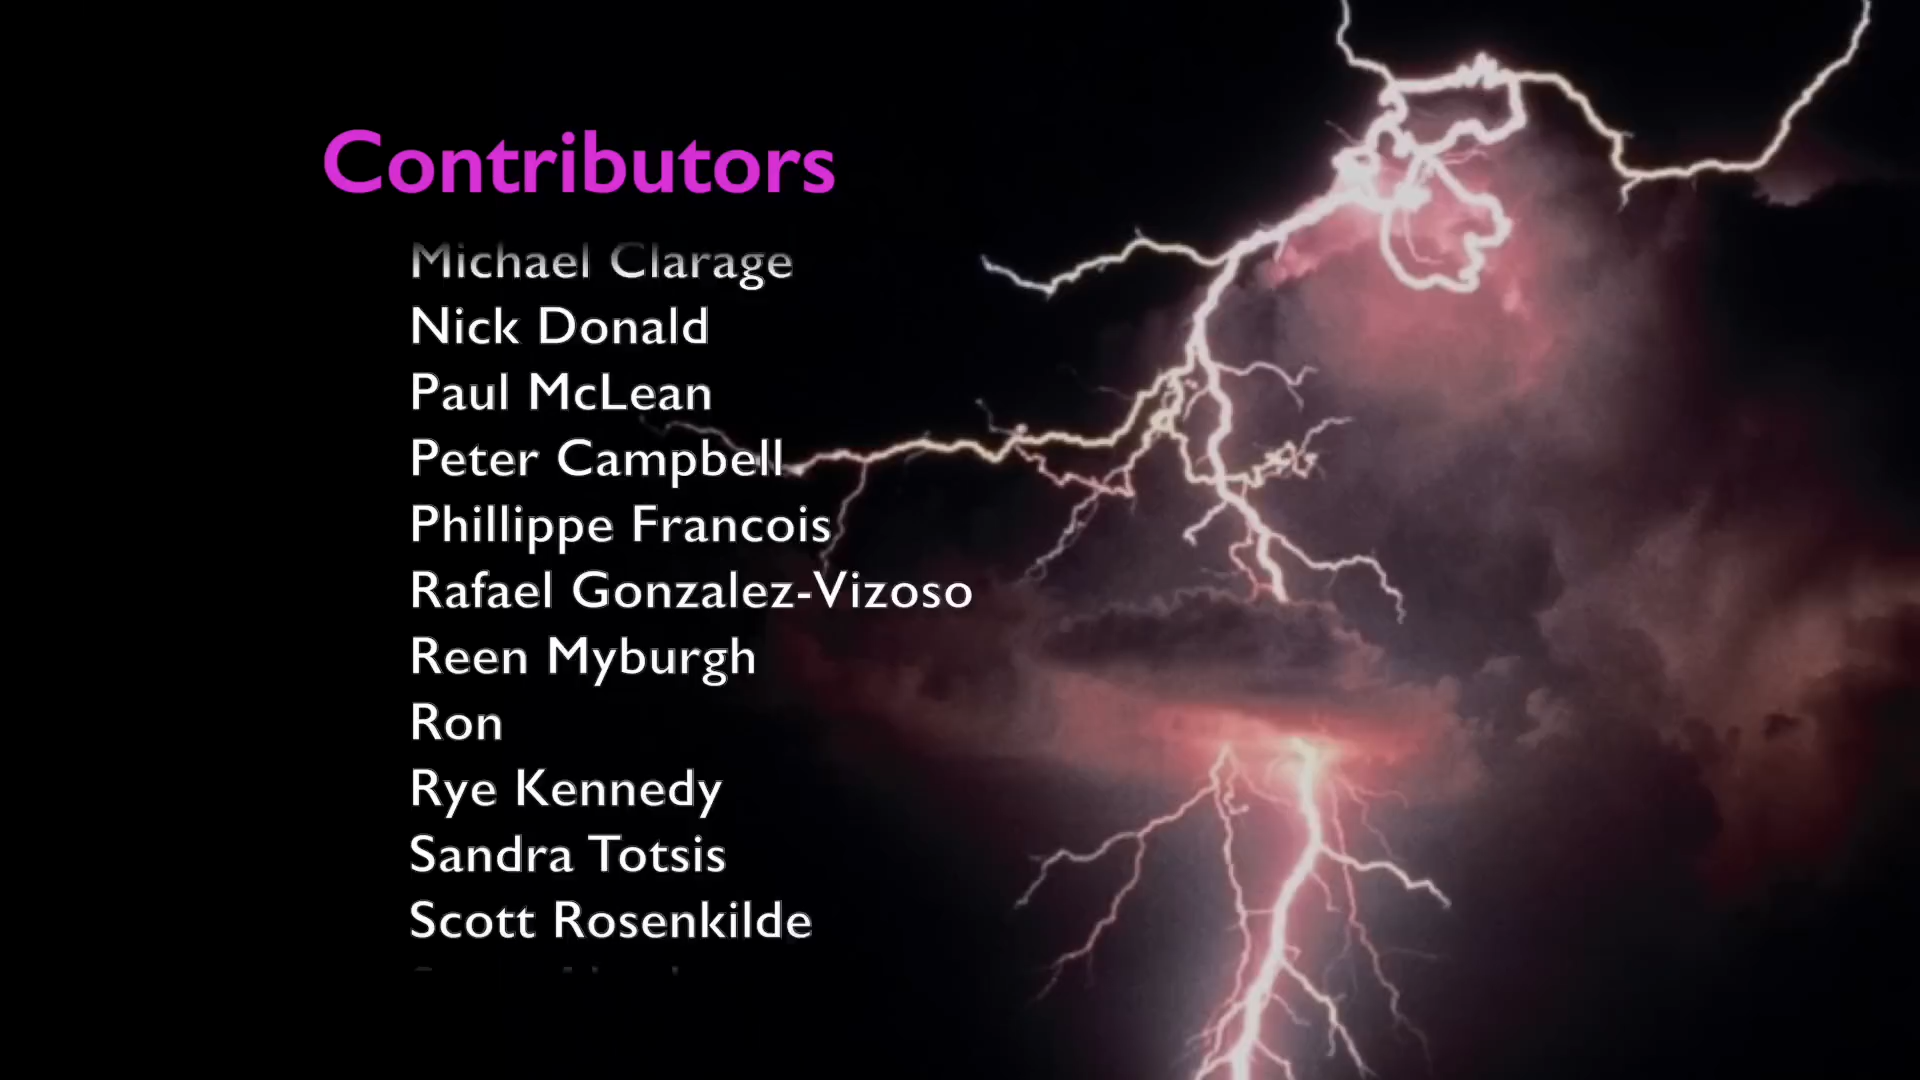 Contributors
Michael Clarage
Nick Donald
Paul McLean
Peter Campbell
Phillippe Francois
Rafael Gonzalez-Vizoso
Reen Myburgh
Ron
Rye Kennedy
Sandra Totsis
Scott Rosenkilde